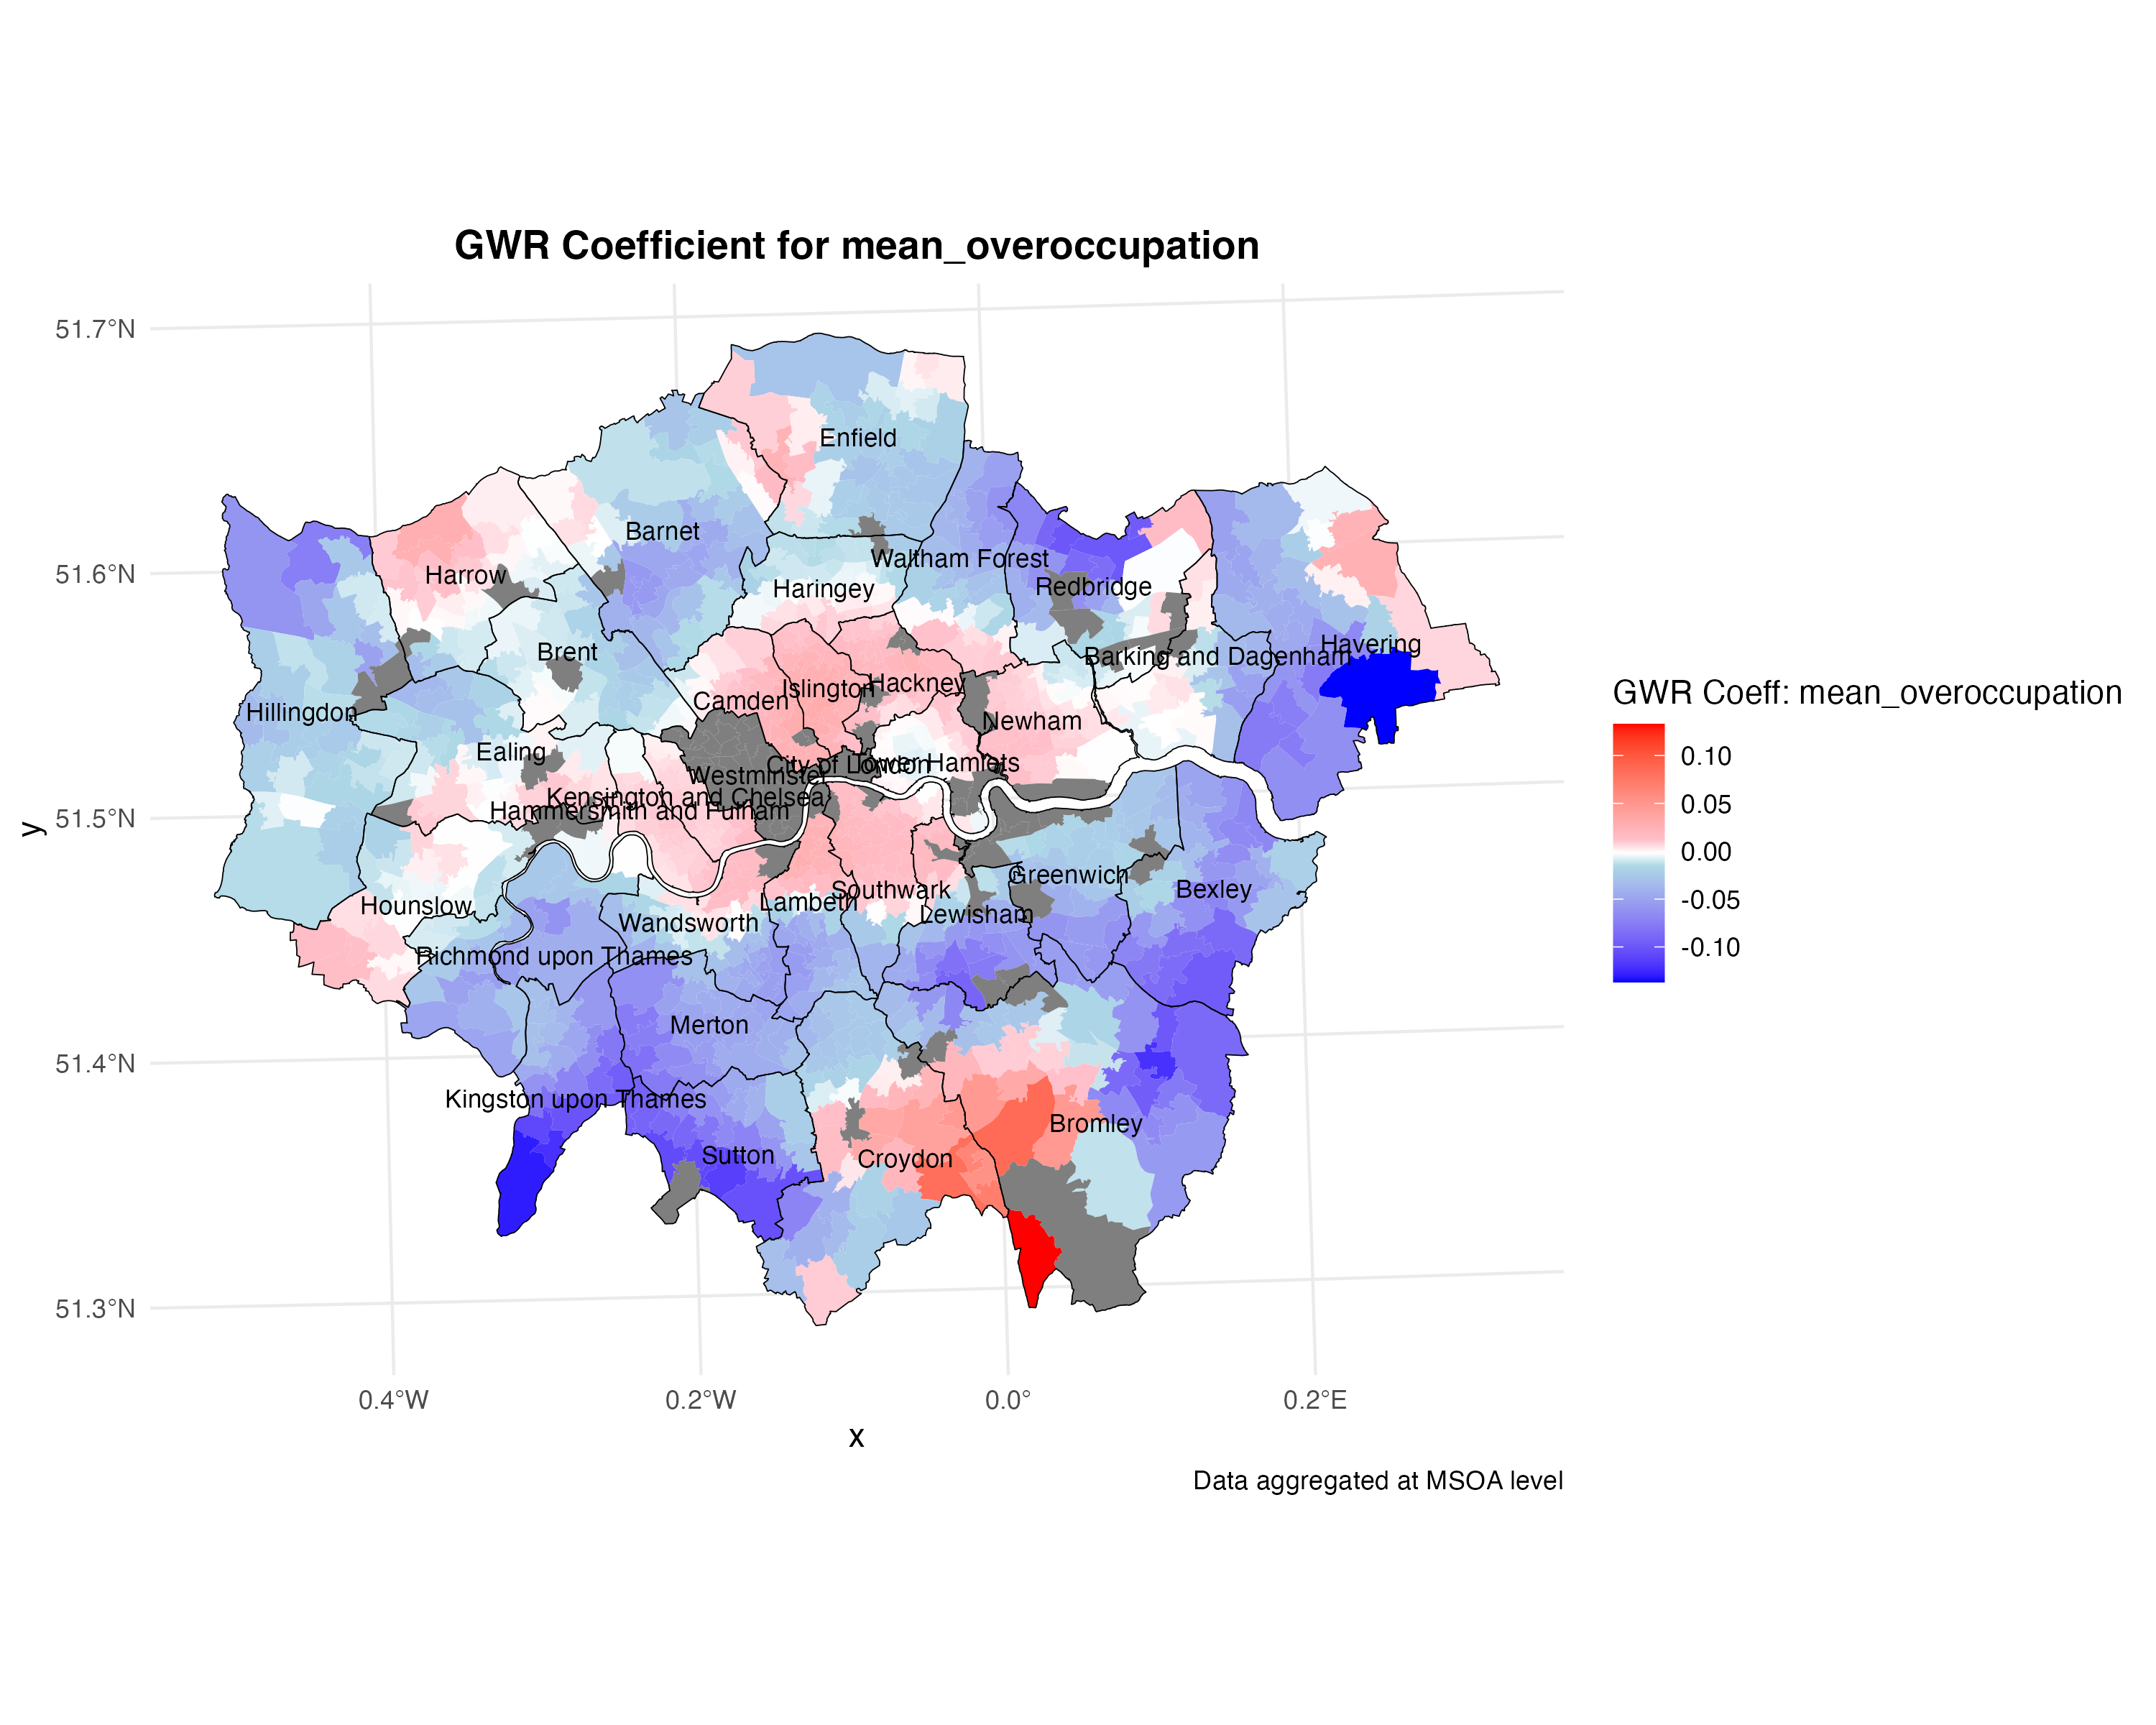 GWR Coefficient for mean_overoccupation
51.7°N
51.6°N
51.5°N
51.4°N
51.3°N
y
Enfield
Barnet
Waltham Forest
Harrow
Haringey
Redbridge
Brent
Havering
Barking and Dagenham
Islington
Hackney
Camden
Hillingdon
Newham
Ealing
City of London
Tower Hamlets
Westminster
Kensington and Chelsea
Hammersmith and Fulham
Greenwich
Southwark
Bexley
Lambeth
Hounslow
Lewisham
Wandsworth
Richmond upon Thames
Merton
Kingston upon Thames
Bromley
Sutton
Croydon
0.4°W
0.2°W
0.0°
0.2°E
x
GWR Coeff: mean_overoccupation
0.10
0.05
0.00
-0.05
-0.10
Data aggregated at MSOA level